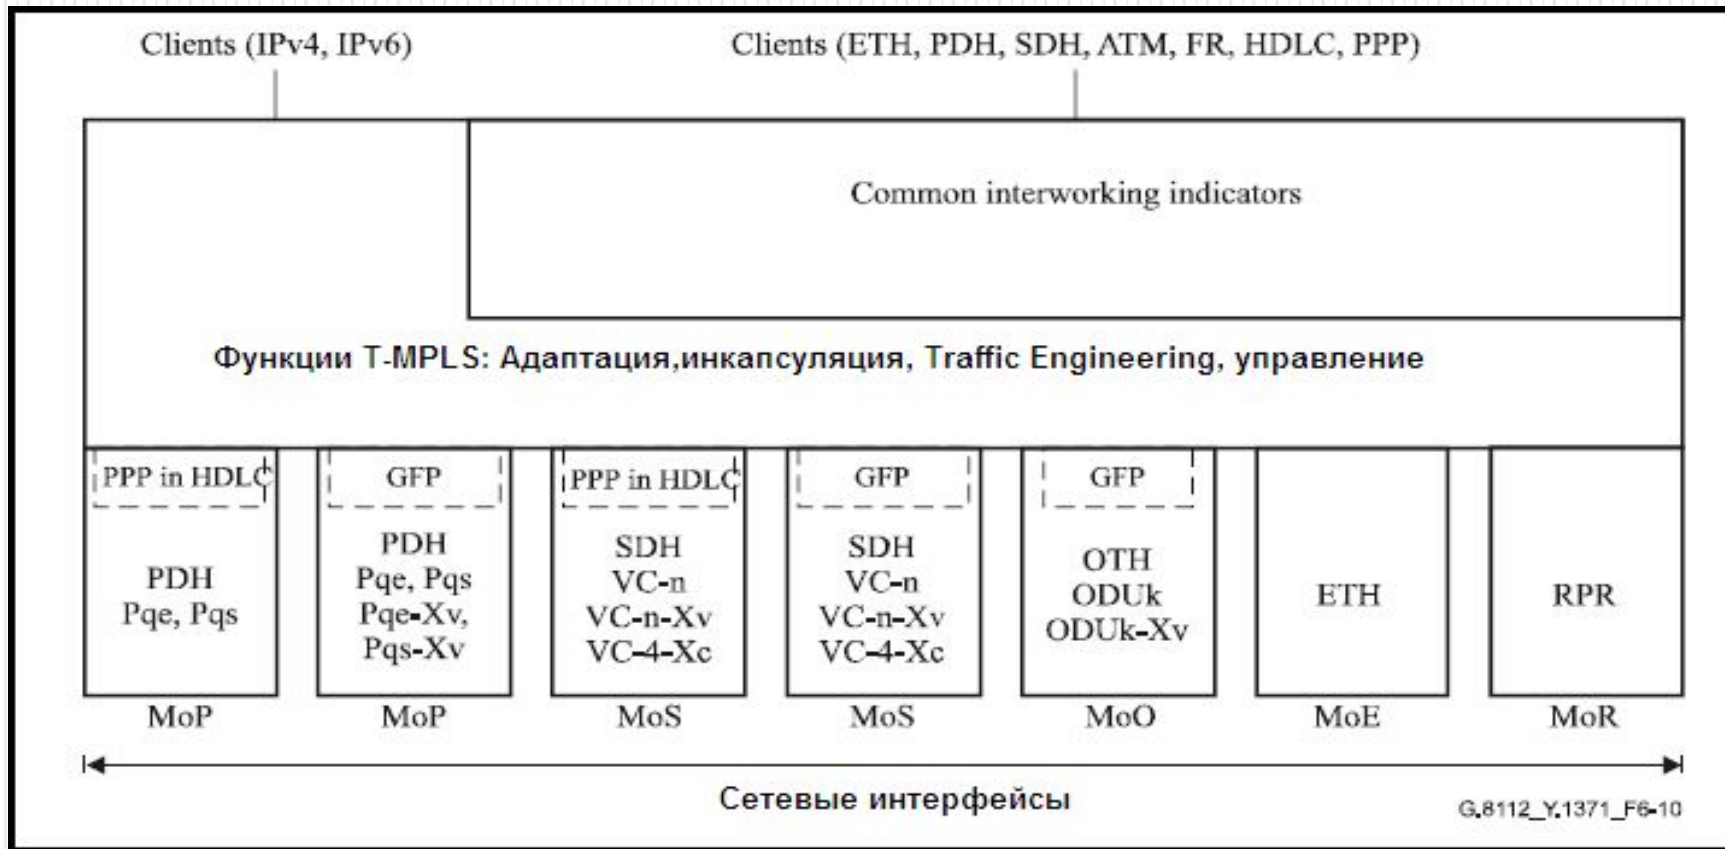 Clients (IPv4, IPv6)
Clients (ETH, PDH, SDH, ATM, FR, HDLC, PPP)
Common interworking indicators
Функции T-MPLS: Адаптация,инкапсуляция, Traffic Engineering, управление
PPP in HDLC
PDH
Pqe, Pqs
MoP
GFP
PDH
Pqe, Pqs
Pqe-Xv,
Pqs-Xv
MoP
PPP in HDLC
SDH
VC-n
VC-n-Xv
VC-4-Xc
MoS
GFP
SDH
VC-n
VC-n-Xv
VC-4-Xc
MoS
GFP
OTH
ODUk
ODUk-Xv
MoO
ETH
MoE
RPR
MoR
Сетевые интерфейсы
G.8112_Y.1371_F6-10